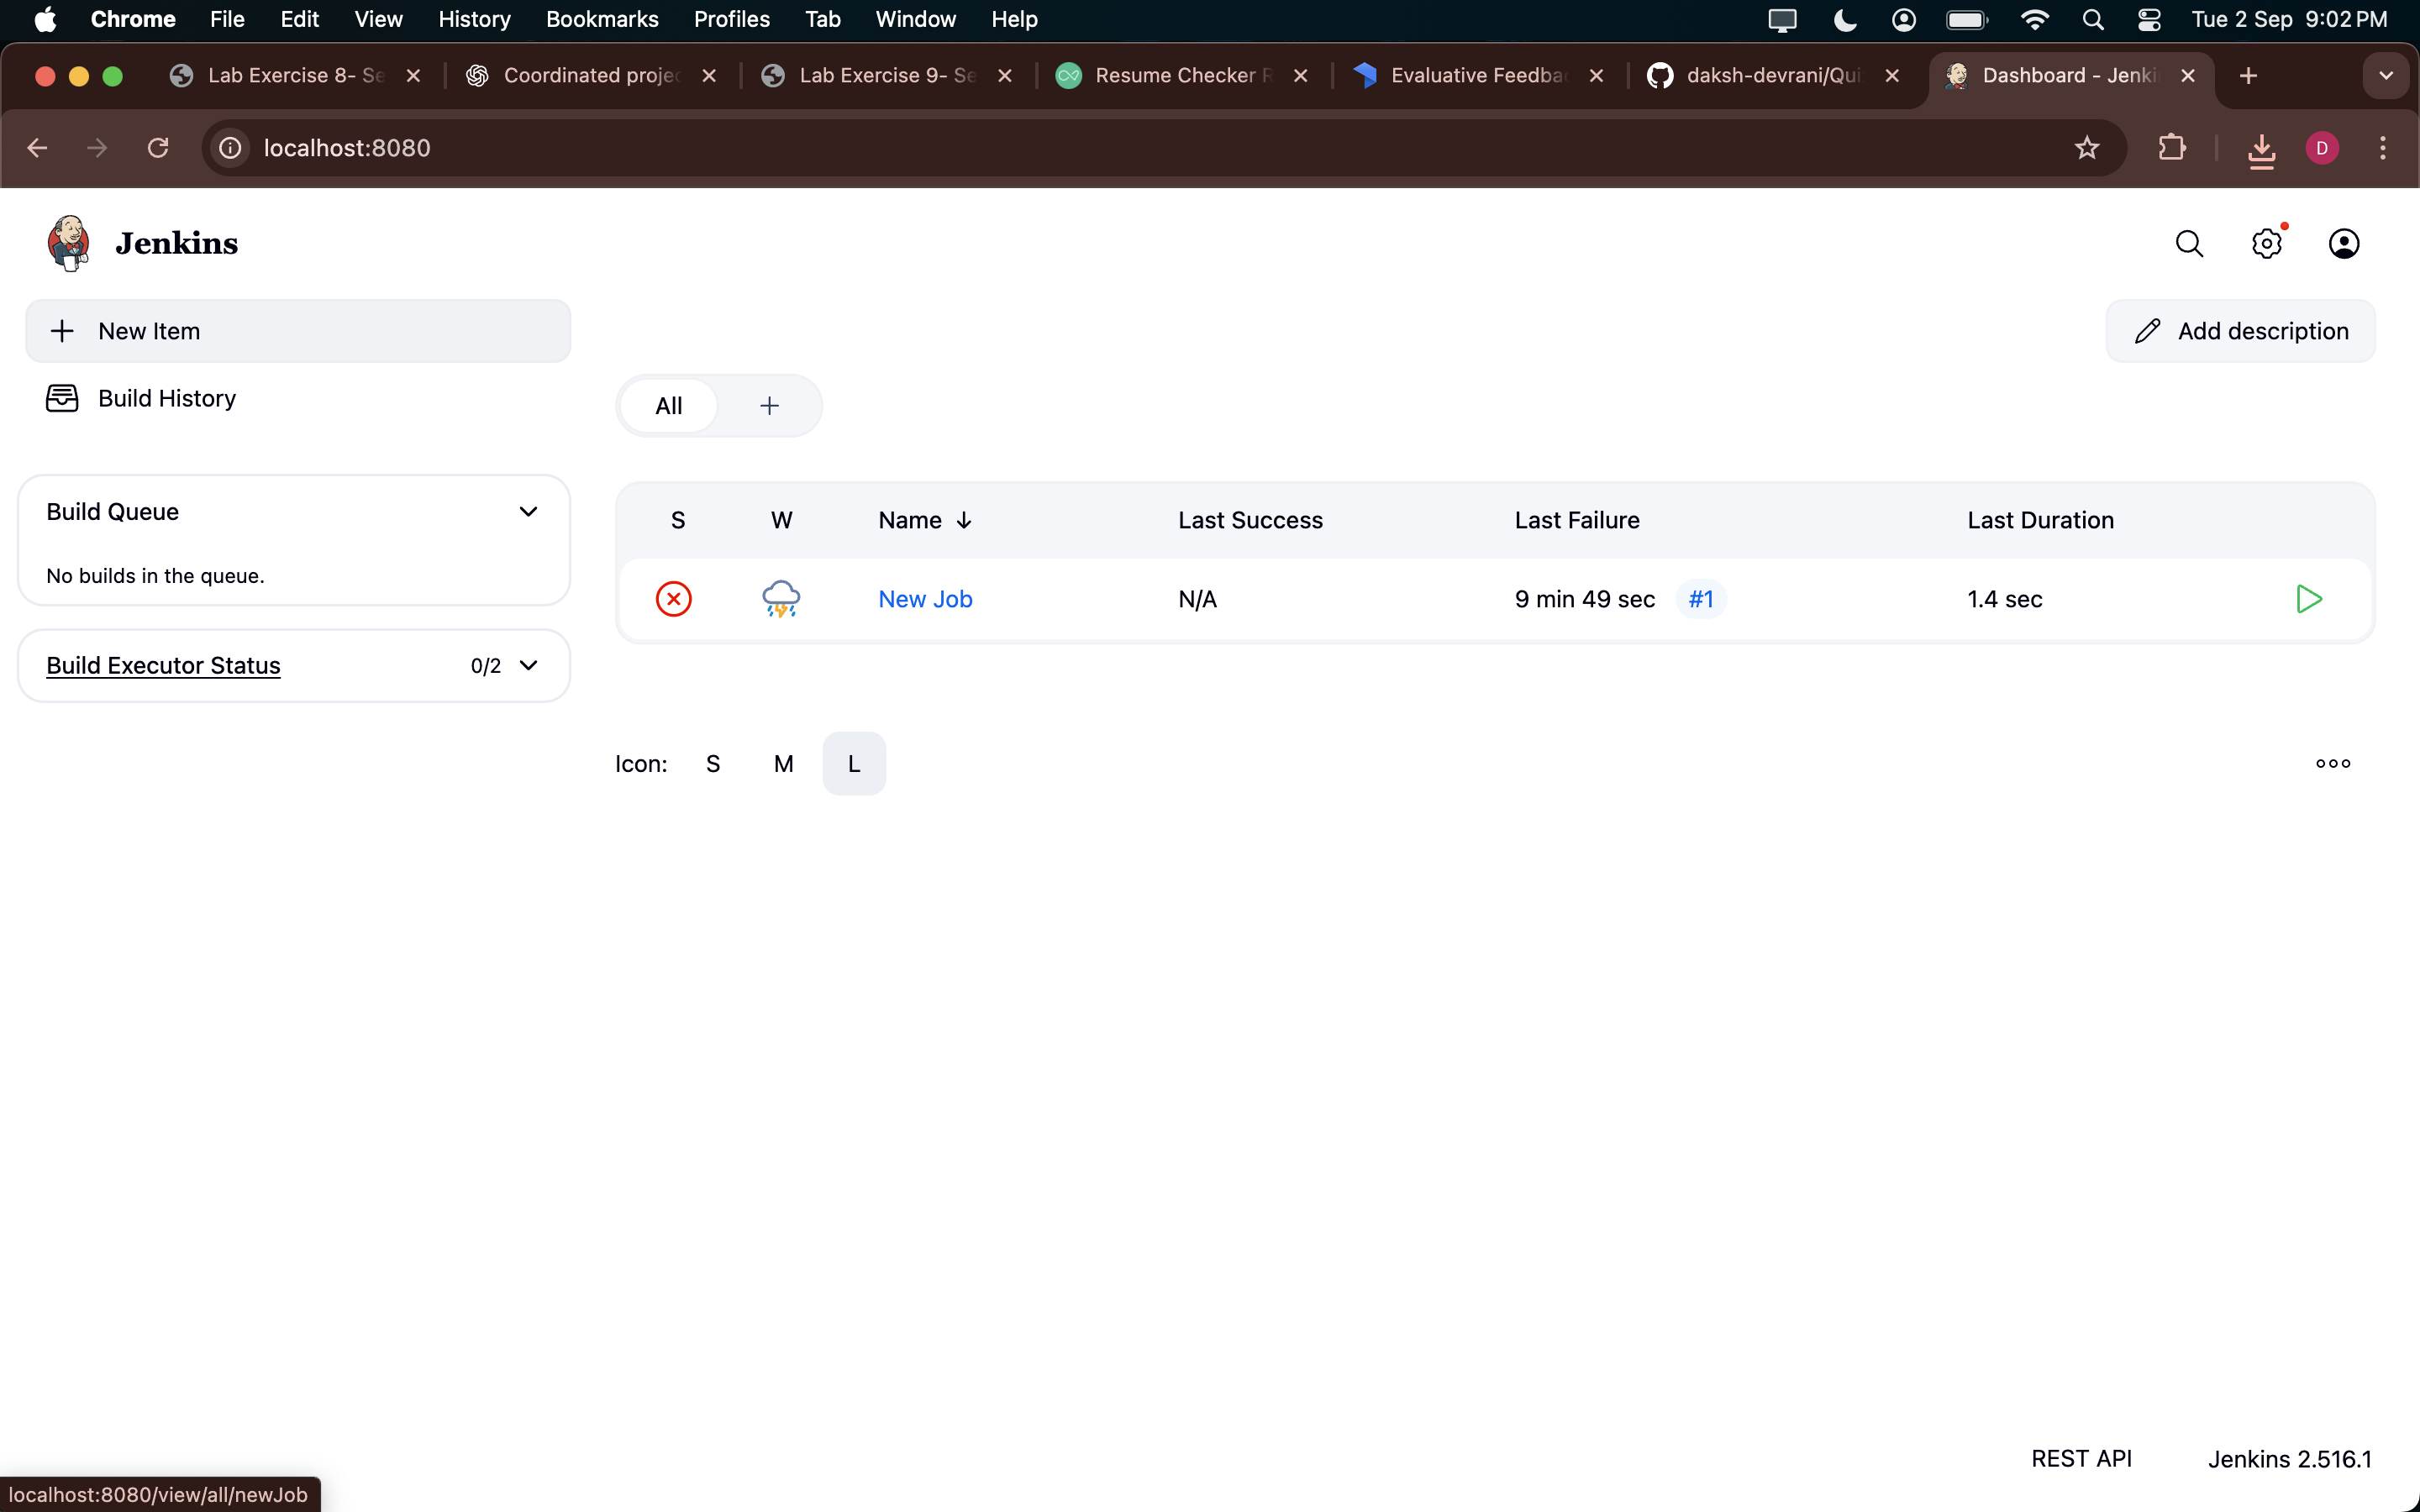 Chrome File Edit View History Bookmarks Profiles Tab Window Help Tue 2 Sep 9:02 PM
Lab Exercise 8- Se Coordinated projec Lab Exercise 9- Se Resume Checker Evaluative Feedba daksh-devrani/Qui Dashboard - Jenki
localhost:8080 D
Jenkins
New Item
Add description
Build History
All
Build Queue
No builds in the queue.
Build Executor Status 0/2
S W Name Last Success Last Failure Last Duration
New Job N/A 9 min 49 sec #1 1.4 sec
Icon: S M L
REST API Jenkins 2.516.1
localhost:8080/view/all/newJob